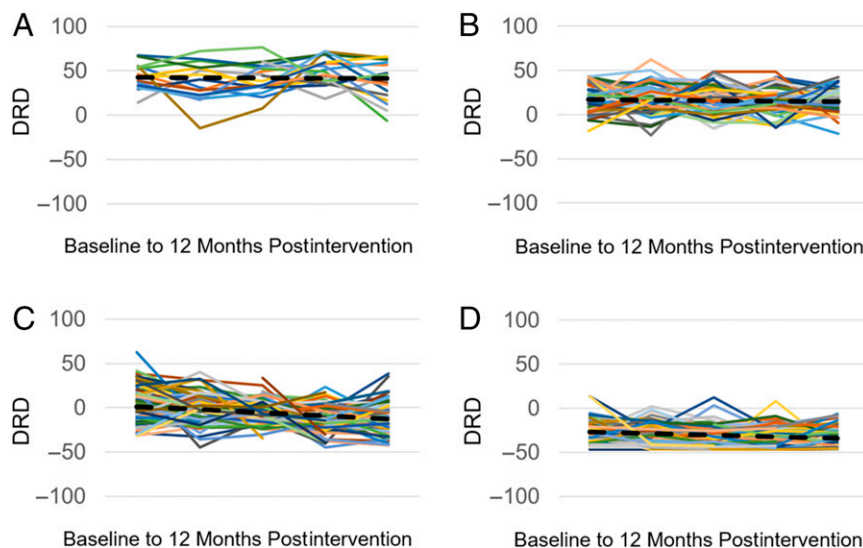 A
100
50
0
–50
–100
DRD
Baseline to 12 Months Postintervention
B
100
50
0
–50
–100
DRD
Baseline to 12 Months Postintervention
C
100
50
0
–50
–100
DRD
Baseline to 12 Months Postintervention
D
100
50
0
–50
–100
DRD
Baseline to 12 Months Postintervention